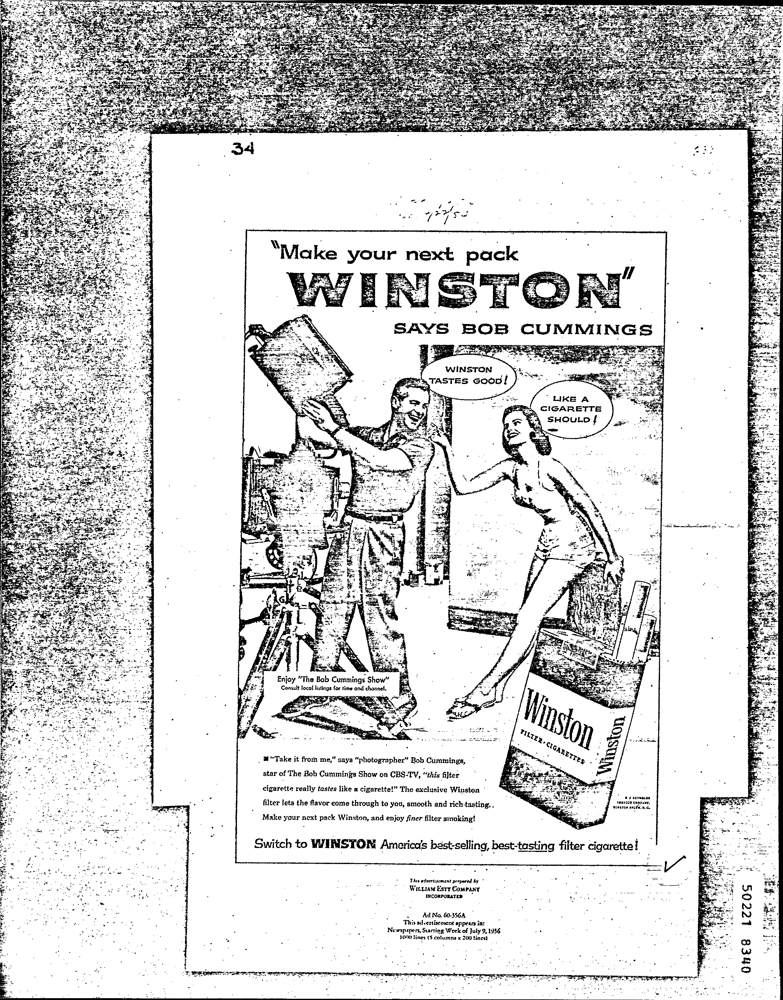 34
"Make your next pack
WINSTON"
SAYS BOB CUMMINGS
WINSTON
TASTES GOOD!
LIKE A
CIGARETTE
SHOULD!
Enjoy "The Bob Cummings Show"
Consult local listings for time and channel.
Winston
FILTER-CIGARETTES
Winston
"Take it from me," says "photographer" Bob Cummings,
star of The Bob Cummings Show on CBS-TV, "this filter
cigarette really tastes like a cigarette!" The exclusive Winston
filter lets the flavor come through to you, smooth and rich-tasting.
Make your next pack Winston, and enjoy finer filter smoking!
R. J. REYNOLDS
TOBACCO COMPANY,
WINSTON-SALEM, N. C.
Switch to WINSTON America's best-selling, best-tasting filter cigarette!
This advertisement prepared by
WILLIAM ESTY COMPANY
INCORPORATED
Ad No. 60-356A
This advertisement appears in:
Newspapers, Starting Week of July 9, 1956
1000 lines (5 columns x 200 lines)
50221 8340